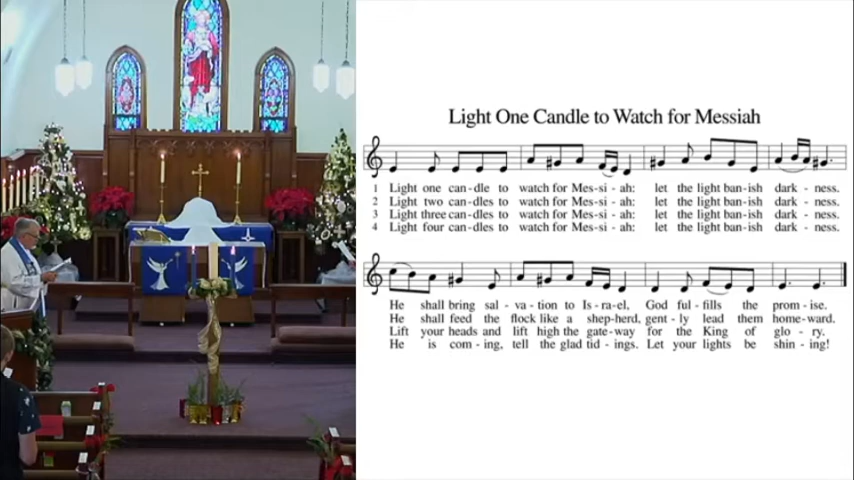 Light One Candle to Watch for Messiah
1 Light one can - dle to watch for Mes - si - ah: let the light ban - ish dark - ness.
2 Light two can - dles to watch for Mes - si - ah: let the light ban - ish dark - ness.
3 Light three can - dles to watch for Mes - si - ah: let the light ban - ish dark - ness.
4 Light four can - dles to watch for Mes - si - ah: let the light ban - ish dark - ness.
He shall bring sal - va - tion to Is - ra - el, God ful - fills the prom - ise.
He shall feed the flock like a shep - herd, gent - ly lead them home - ward.
Lift your heads and lift high the gate - way for the King of glo - ry.
He is com - ing, tell the glad tid - ings. Let your lights be shin - ing!